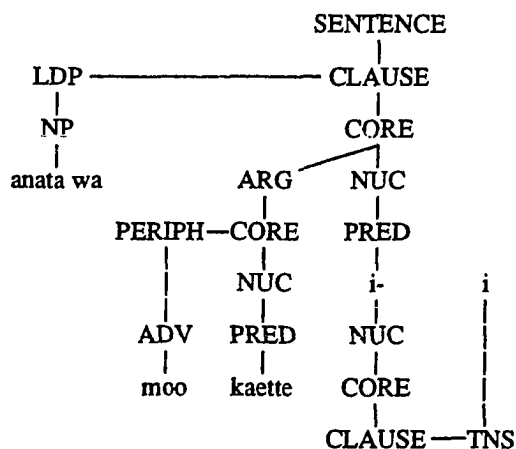 SENTENCE
LDP CLAUSE
NP CORE
anata wa
ARG NUC
PERIPH CORE PRED
NUC i- i
ADV PRED NUC
moo kaette CORE
CLAUSE TNS